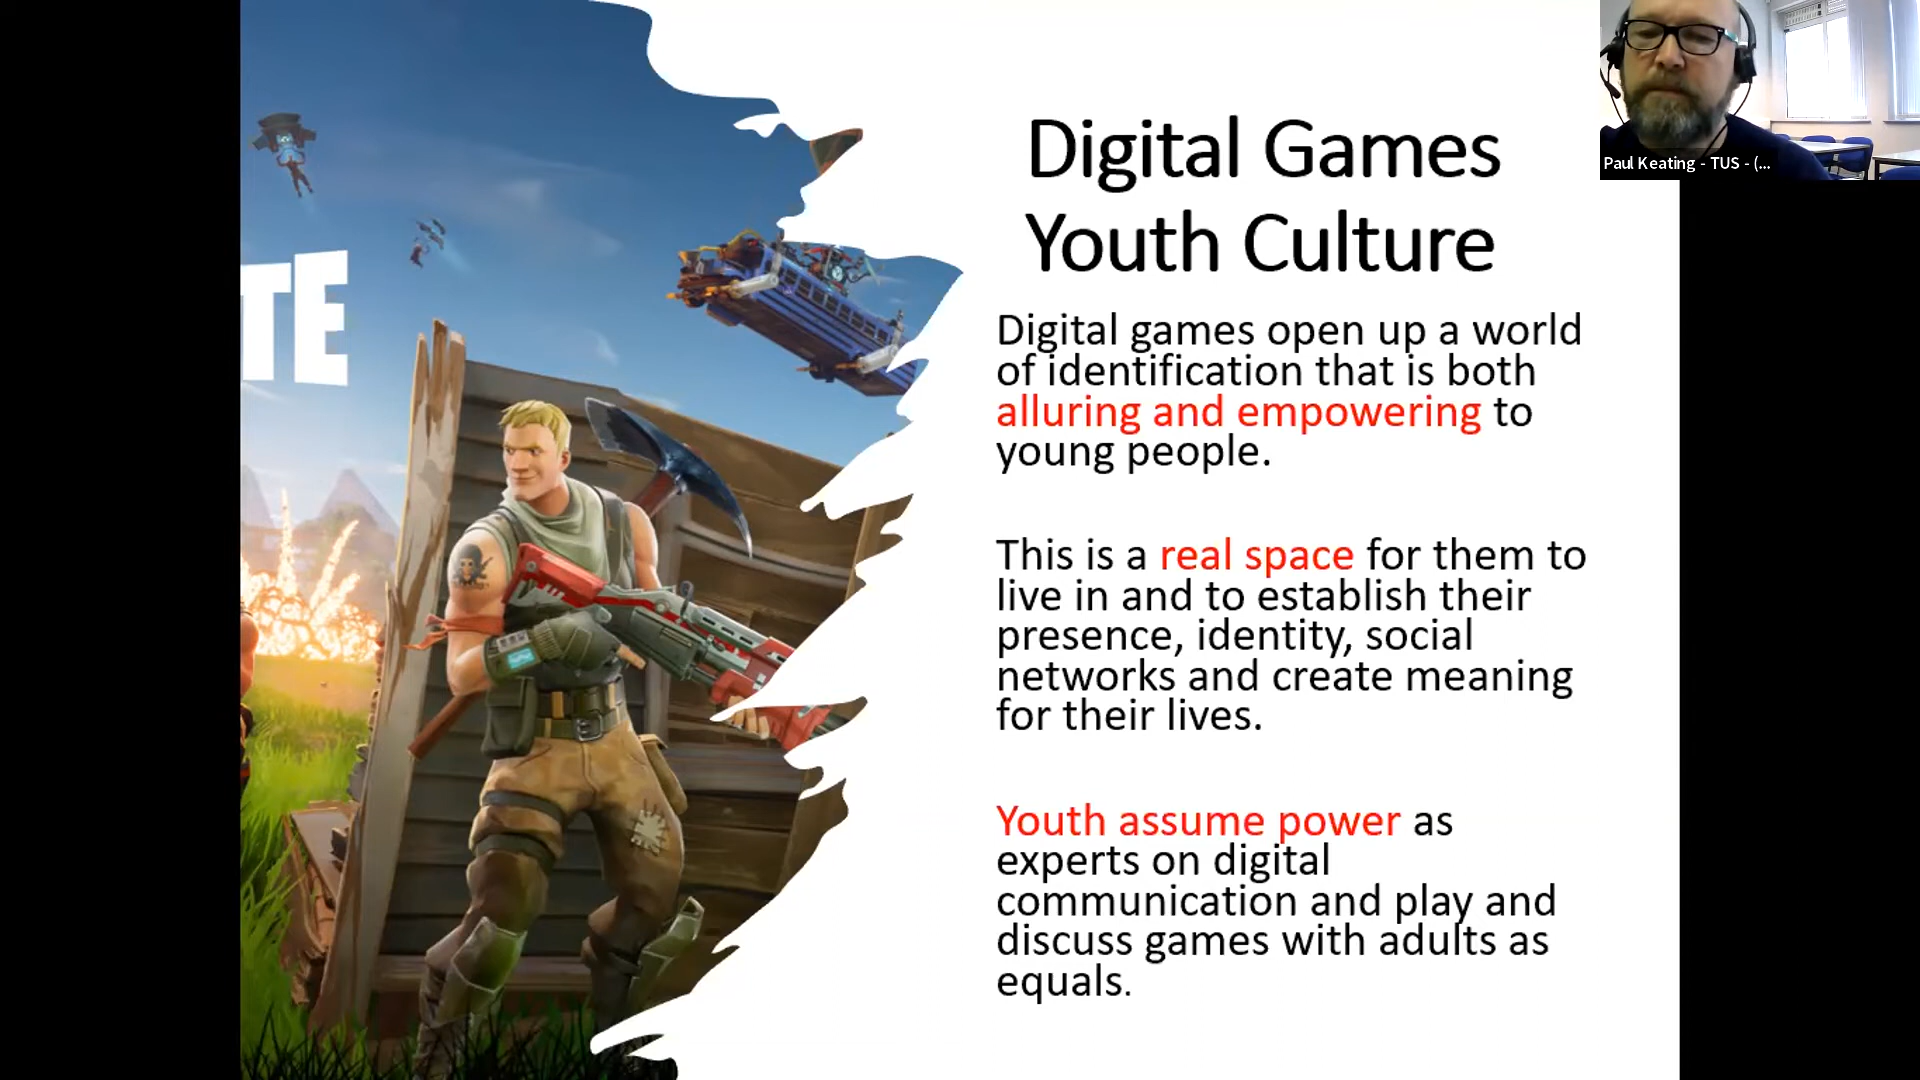 TE
Digital Games
Youth Culture
Digital games open up a world
of identification that is both
alluring and empowering to
young people.
This is a real space for them to
live in and to establish their
presence, identity, social
networks and create meaning
for their lives.
Youth assume power as
experts on digital
communication and play and
discuss games with adults as
equals.
Paul Keating - TUS - (...